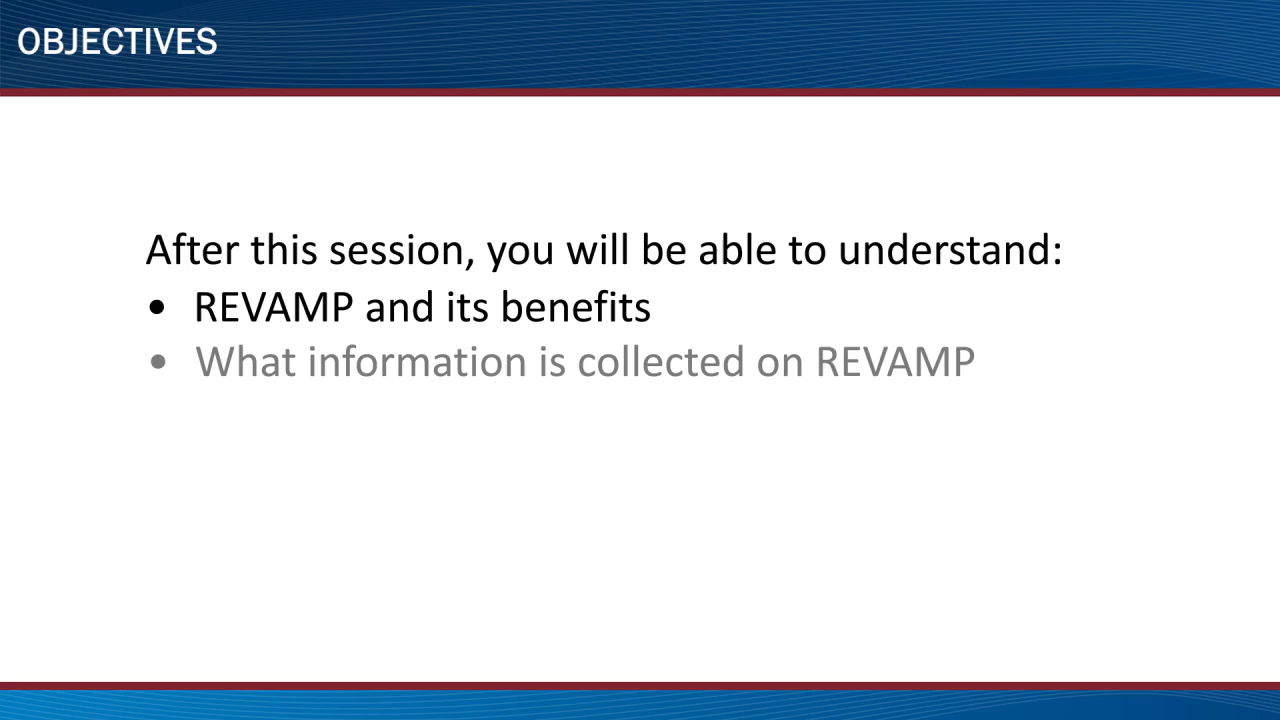 OBJECTIVES
After this session, you will be able to understand:
• REVAMP and its benefits
• What information is collected on REVAMP